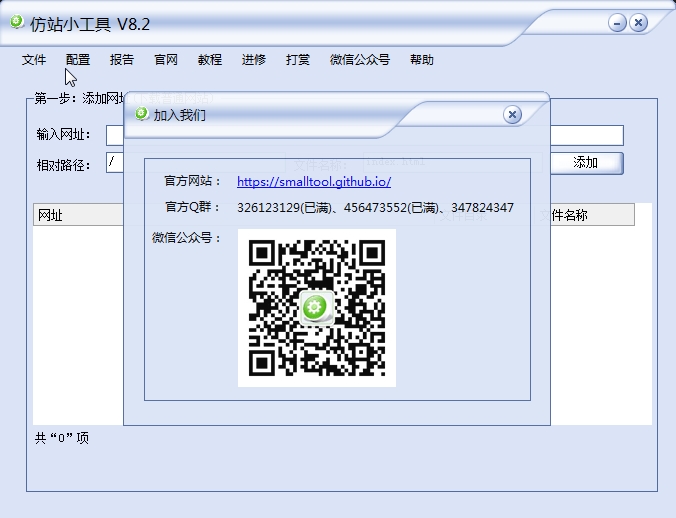 仿站小工具 V8.2
文件 配置 报告 官网 教程 进修 打赏 微信公众号 帮助
第一步：添加网址
加入我们
输入网址：
相对路径： /
添加
官方网站： https://smalltool.github.io/
官方Q群： 326123129(已满)、456473552(已满)、347824347
网址
件名称
微信公众号：
共“0”项